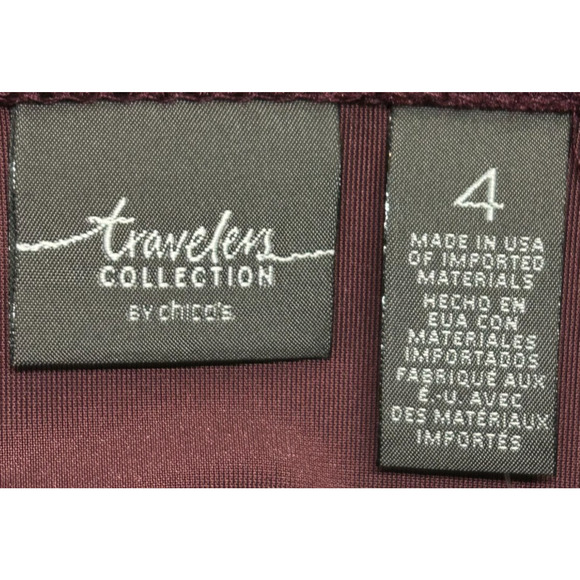 travelers
COLLECTION
BY chico's
4
MADE IN USA
OF IMPORTED
MATERIALS
HECHO EN
EUA CON
MATERIALES
IMPORTADOS
FABRIQUÉ AUX
É.-U. AVEC
DES MATÉRIAUX
IMPORTÉS